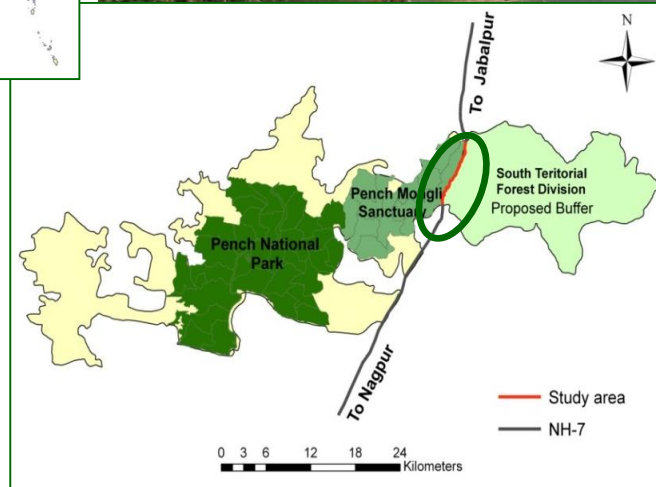 N
To Jabalpur
South Teritorial
Forest Division
Proposed Buffer
Pench Mongli
Sanctuary
Pench National
Park
To Nagpur
Study area
NH-7
0 3 6 12 18 24
Kilometers